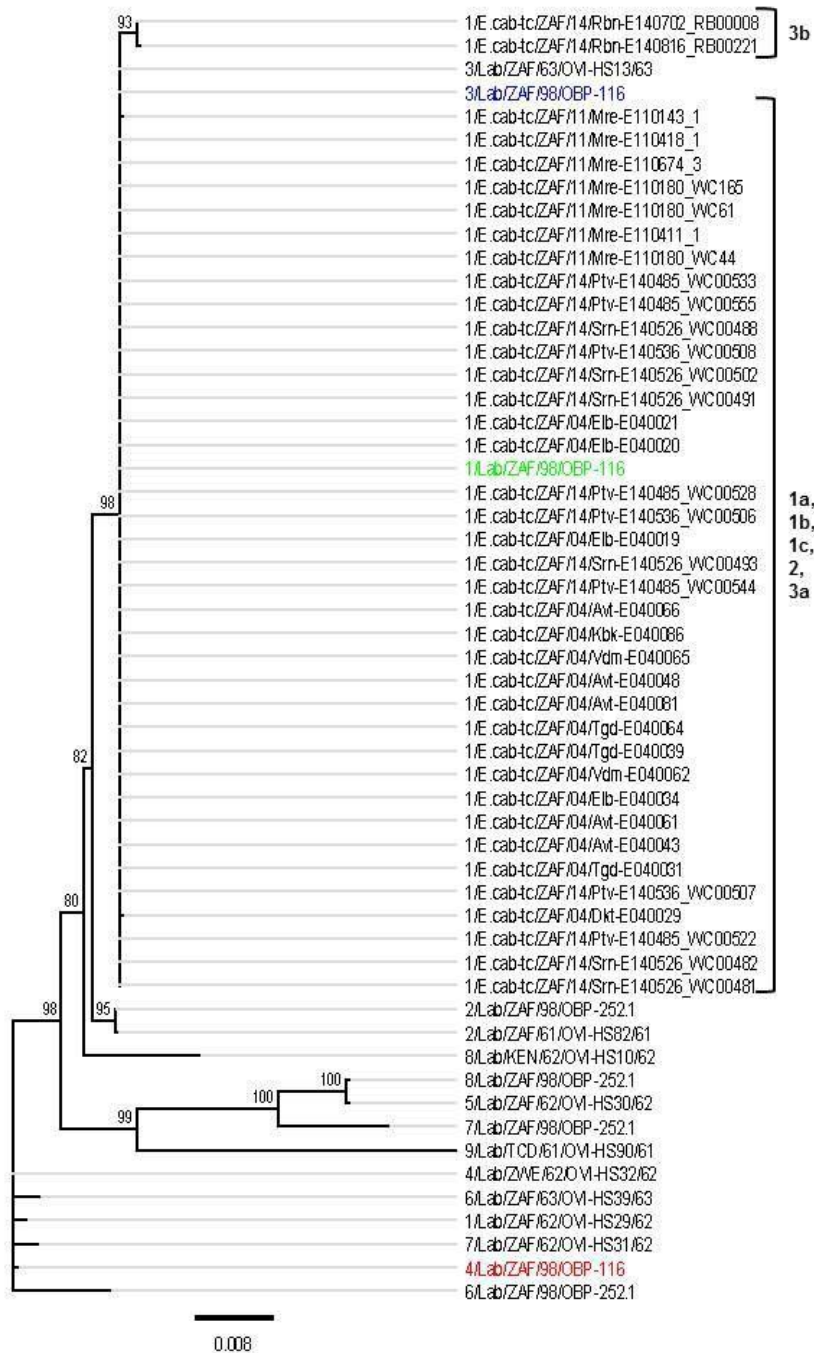 93
1/E.cab-tc/ZAF/14/Rbn-E140702_RB00008
1/E.cab-tc/ZAF/14/Rbn-E140816_RB00221
3b
3/Lab/ZAF/63/OVI-HS13/63
3/Lab/ZAF/98/OBP-116
1/E.cab-tc/ZAF/11/Mre-E110143_1
1/E.cab-tc/ZAF/11/Mre-E110418_1
1/E.cab-tc/ZAF/11/Mre-E110674_3
1/E.cab-tc/ZAF/11/Mre-E110180_WC165
1/E.cab-tc/ZAF/11/Mre-E110180_WC61
1/E.cab-tc/ZAF/11/Mre-E110411_1
1/E.cab-tc/ZAF/11/Mre-E110180_WC44
1/E.cab-tc/ZAF/14/Ptv-E140485_WC00533
1/E.cab-tc/ZAF/14/Ptv-E140485_WC00555
1/E.cab-tc/ZAF/14/Srn-E140526_WC00488
1/E.cab-tc/ZAF/14/Ptv-E140536_WC00508
1/E.cab-tc/ZAF/14/Srn-E140526_WC00502
1/E.cab-tc/ZAF/14/Srn-E140526_WC00491
1/E.cab-tc/ZAF/04/Elb-E040021
1/E.cab-tc/ZAF/04/Elb-E040020
1/Lab/ZAF/98/OBP-116
98
1/E.cab-tc/ZAF/14/Ptv-E140485_WC00528
1/E.cab-tc/ZAF/14/Ptv-E140536_WC00506
1/E.cab-tc/ZAF/04/Elb-E040019
1/E.cab-tc/ZAF/14/Srn-E140526_WC00493
1/E.cab-tc/ZAF/14/Ptv-E140485_WC00544
1a,
1b,
1c,
2,
3a
1/E.cab-tc/ZAF/04/Avt-E040066
1/E.cab-tc/ZAF/04/Kbk-E040086
1/E.cab-tc/ZAF/04/Vdm-E040065
1/E.cab-tc/ZAF/04/Avt-E040048
1/E.cab-tc/ZAF/04/Avt-E040081
1/E.cab-tc/ZAF/04/Tgd-E040064
1/E.cab-tc/ZAF/04/Tgd-E040039
82
1/E.cab-tc/ZAF/04/Vdm-E040062
1/E.cab-tc/ZAF/04/Elb-E040034
1/E.cab-tc/ZAF/04/Avt-E040061
1/E.cab-tc/ZAF/04/Avt-E040043
1/E.cab-tc/ZAF/04/Tgd-E040031
80
1/E.cab-tc/ZAF/14/Ptv-E140536_WC00507
1/E.cab-tc/ZAF/04/Dkt-E040029
1/E.cab-tc/ZAF/14/Ptv-E140485_WC00522
1/E.cab-tc/ZAF/14/Srn-E140526_WC00482
1/E.cab-tc/ZAF/14/Srn-E140526_WC00481
98
95
2/Lab/ZAF/98/OBP-252.1
2/Lab/ZAF/61/OVI-HS82/61
8/Lab/KEN/62/OVI-HS10/62
100
8/Lab/ZAF/98/OBP-252.1
5/Lab/ZAF/62/OVI-HS30/62
100
7/Lab/ZAF/98/OBP-252.1
99
9/Lab/TCD/61/OVI-HS90/61
4/Lab/ZWE/62/OVI-HS32/62
6/Lab/ZAF/63/OVI-HS39/63
1/Lab/ZAF/62/OVI-HS29/62
7/Lab/ZAF/62/OVI-HS31/62
4/Lab/ZAF/98/OBP-116
6/Lab/ZAF/98/OBP-252.1
0.008